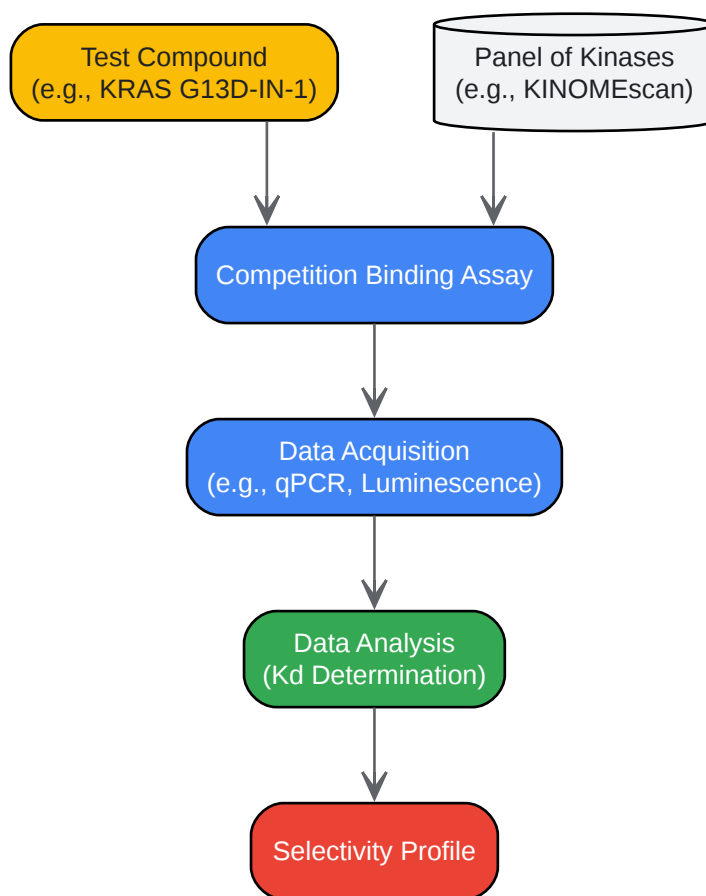 Test Compound
(e.g., KRAS G13D-IN-1)
Panel of Kinases
(e.g., KINOMEscan)
Competition Binding Assay
Data Acquisition
(e.g., qPCR, Luminescence)
Data Analysis
(Kd Determination)
Selectivity Profile